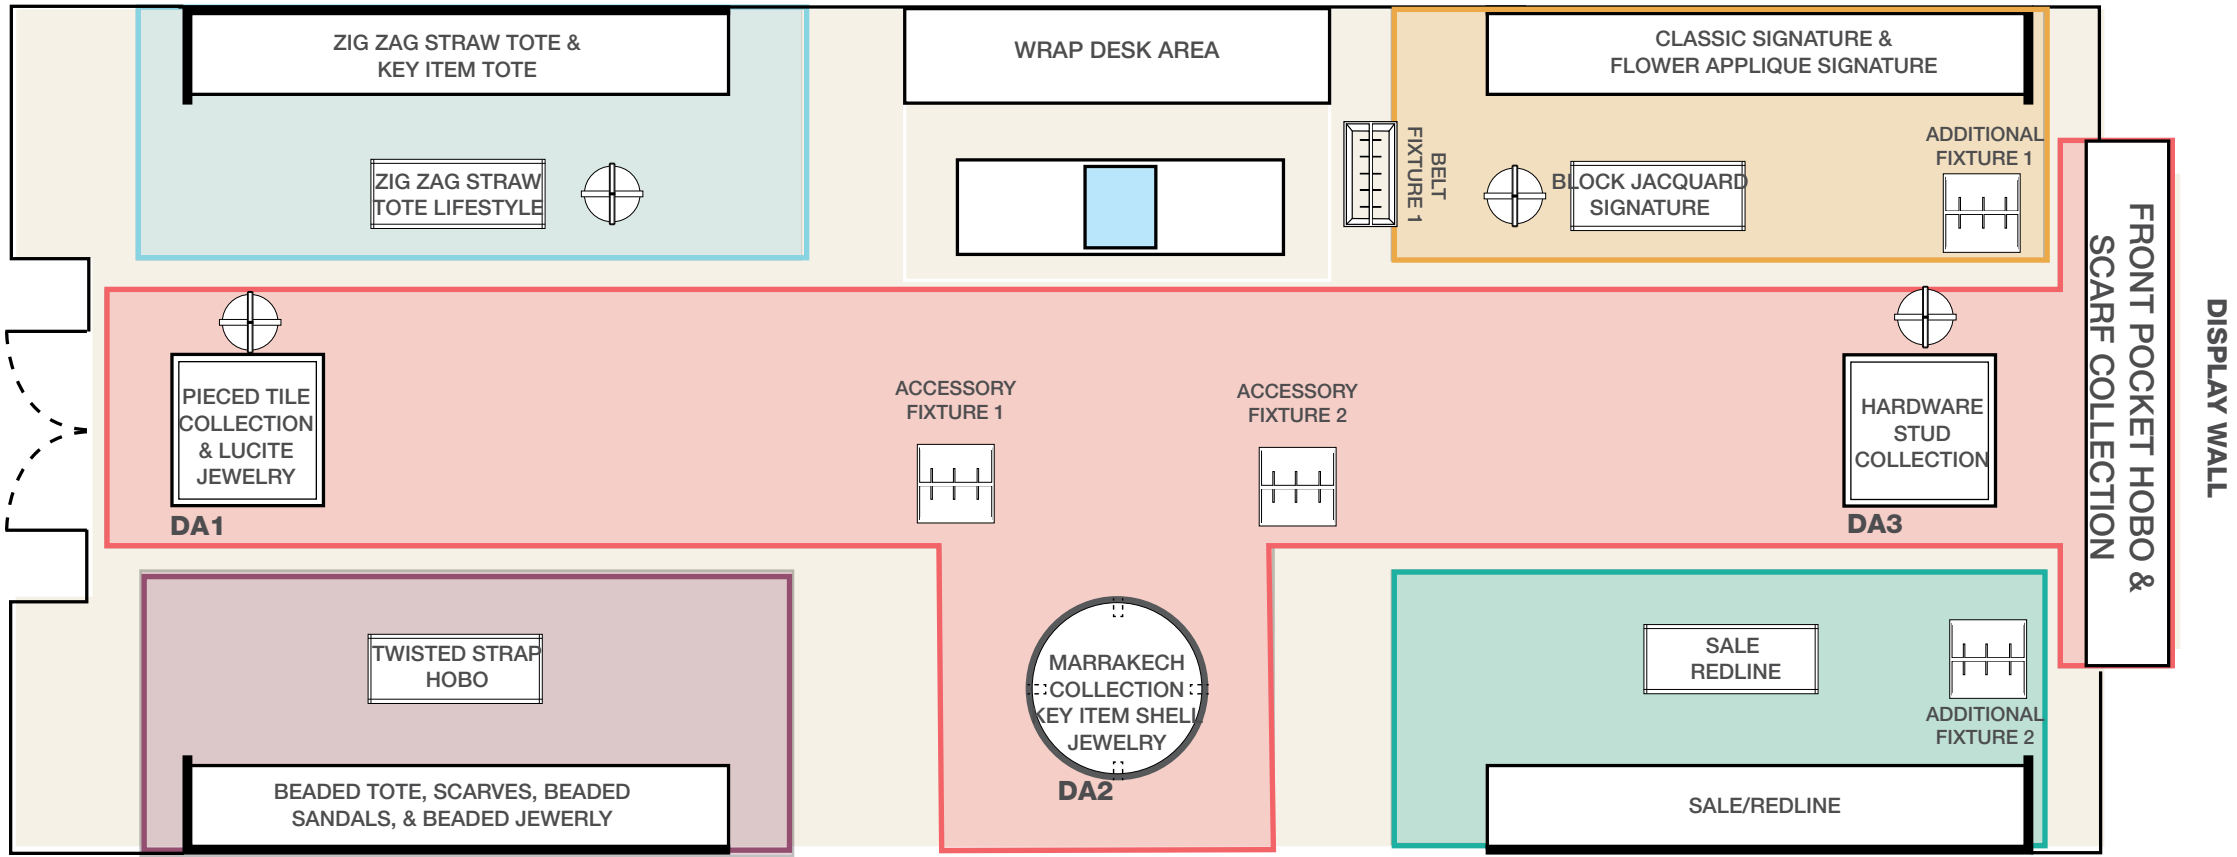 ZIG ZAG STRAW TOTE &
KEY ITEM TOTE
WRAP DESK AREA
CLASSIC SIGNATURE &
FLOWER APPLIQUE SIGNATURE
ZIG ZAG STRAW
TOTE LIFESTYLE
BELT
FIXTURE 1
BLOCK JACQUARD
SIGNATURE
ADDITIONAL
FIXTURE 1
FRONT POCKET HOBO &
SCARF COLLECTION
DISPLAY WALL
PIECED TILE
COLLECTION
& LUCITE
JEWELRY
DA1
ACCESSORY
FIXTURE 1
ACCESSORY
FIXTURE 2
HARDWARE
STUD
COLLECTION
DA3
TWISTED STRAP
HOBO
MARRAKECH
COLLECTION
KEY ITEM SHELL
JEWELRY
DA2
SALE
REDLINE
ADDITIONAL
FIXTURE 2
BEADED TOTE, SCARVES, BEADED
SANDALS, & BEADED JEWERLY
SALE/REDLINE